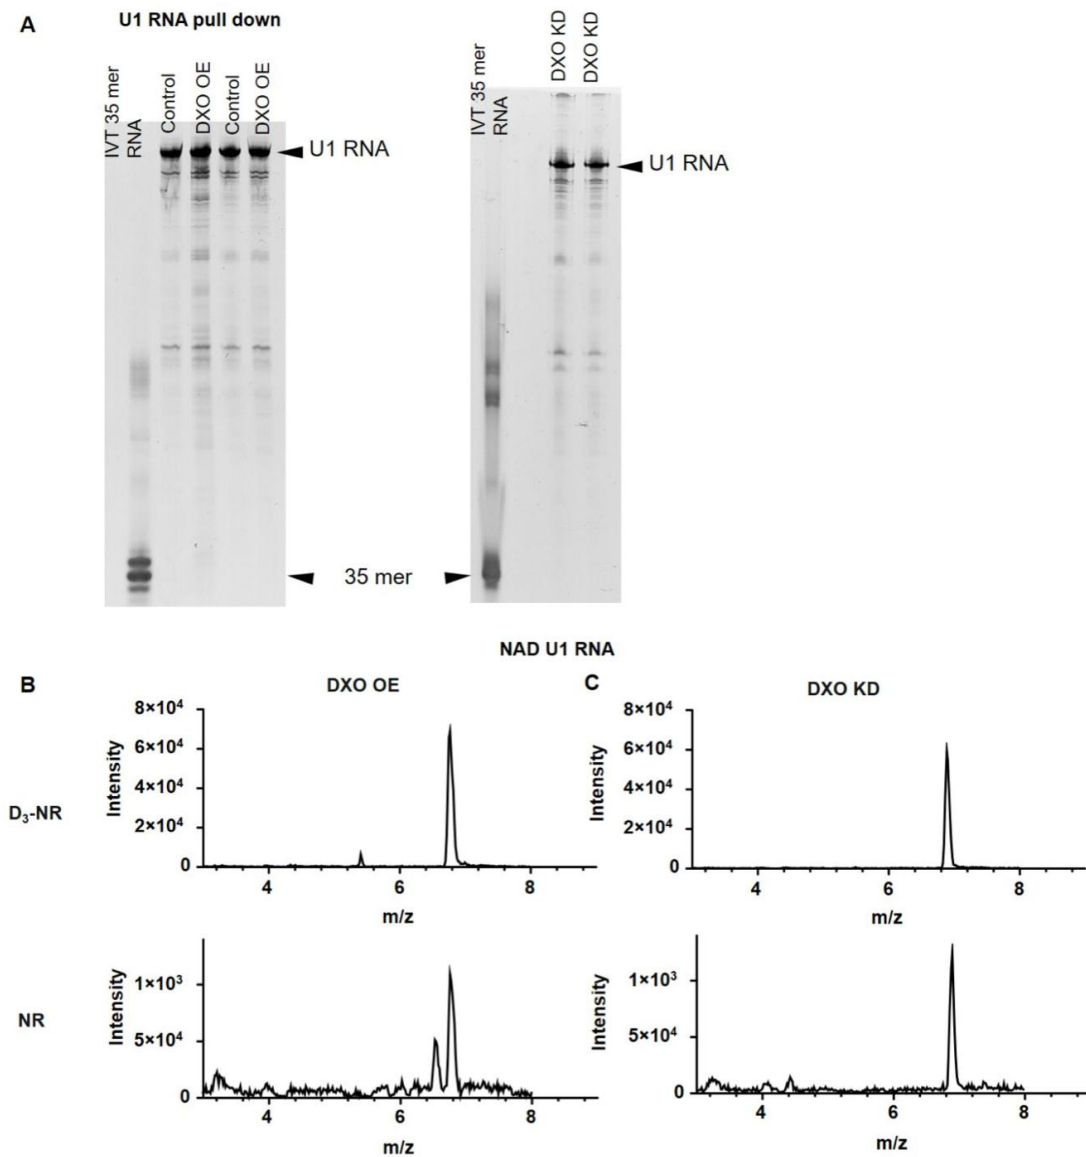 A
U1 RNA pull down
IVT 35 mer
RNA
Control
DXO OE
Control
DXO OE
U1 RNA
IVT 35 mer
RNA
DXO KD
DXO KD
U1 RNA
35 mer
NAD U1 RNA
B
DXO OE
C
DXO KD
D₃-NR
Intensity
8×10⁴
6×10⁴
4×10⁴
2×10⁴
0
4
6
8
m/z
Intensity
8×10⁴
6×10⁴
4×10⁴
2×10⁴
0
4
6
8
m/z
NR
Intensity
1×10³
5×10⁴
0
4
6
8
m/z
Intensity
1×10³
5×10⁴
0
4
6
8
m/z